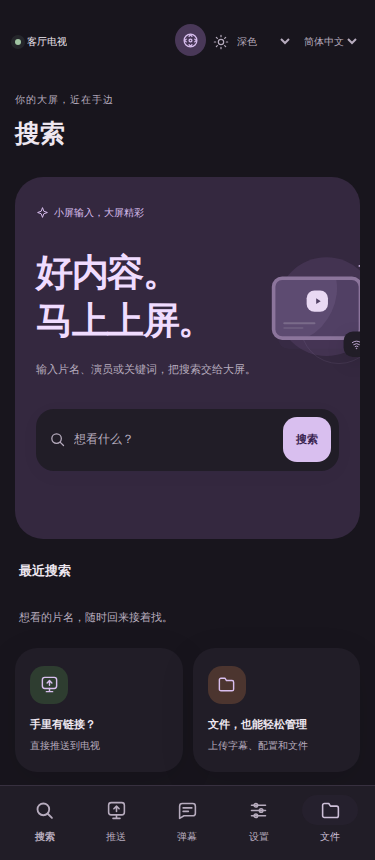 客厅电视
深色
简体中文
你的大屏，近在手边
搜索
小屏输入，大屏精彩
好内容。
马上上屏。
输入片名、演员或关键词，把搜索交给大屏。
想看什么？
搜索
最近搜索
想看的片名，随时回来接着找。
手里有链接？
直接推送到电视
文件，也能轻松管理
上传字幕、配置和文件
搜索
推送
弹幕
设置
文件